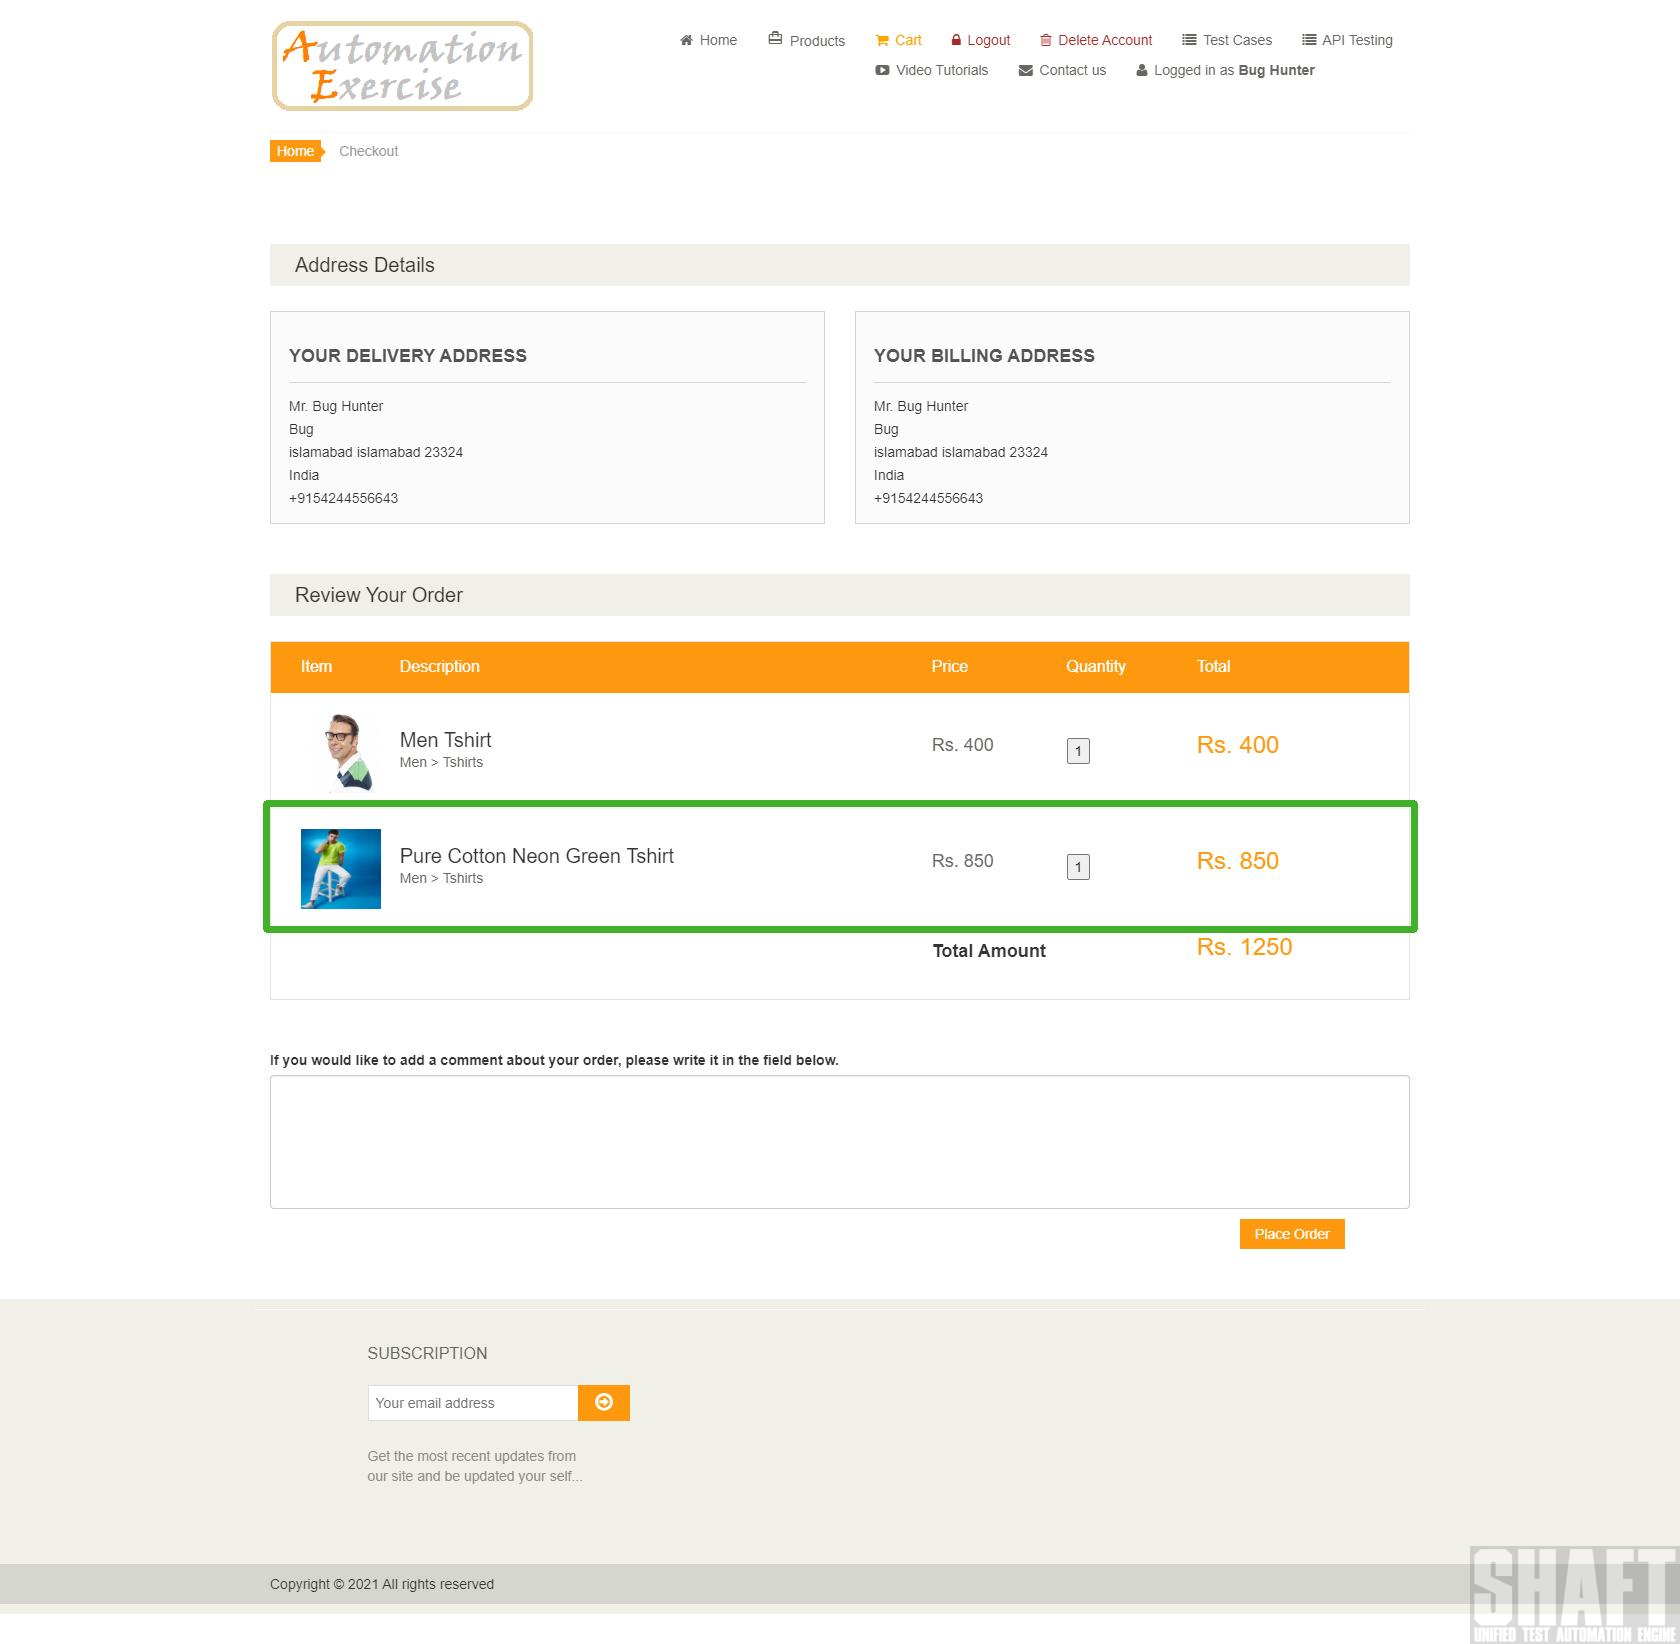 Automation
Exercise
Home
Products
Cart
Logout
Delete Account
Test Cases
API Testing
Video Tutorials
Contact us
Logged in as Bug Hunter
Home
Checkout
Address Details
YOUR DELIVERY ADDRESS
Mr. Bug Hunter
Bug
islamabad islamabad 23324
India
+9154244556643
YOUR BILLING ADDRESS
Mr. Bug Hunter
Bug
islamabad islamabad 23324
India
+9154244556643
Review Your Order
Item Description Price Quantity Total
Men Tshirt
Men > Tshirts
Rs. 400
1
Rs. 400
Pure Cotton Neon Green Tshirt
Men > Tshirts
Rs. 850
1
Rs. 850
Total Amount
Rs. 1250
If you would like to add a comment about your order, please write it in the field below.
Place Order
SUBSCRIPTION
Your email address
Get the most recent updates from
our site and be updated your self...
Copyright © 2021 All rights reserved
SHAFT
UNIFIED TEST AUTOMATION ENGINE